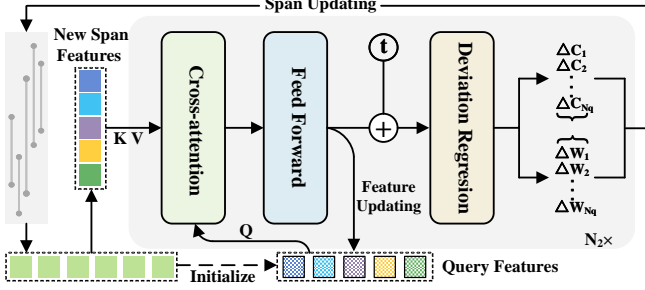 Span Updating
New Span
Features
K V
Cross-attention
Feed Forward
t
+
Deviation Regresion
ΔC1
ΔC2
⋮
ΔCNq
ΔW1
ΔW2
⋮
ΔWNq
Feature
Updating
Q
N2×
Initialize
Query Features